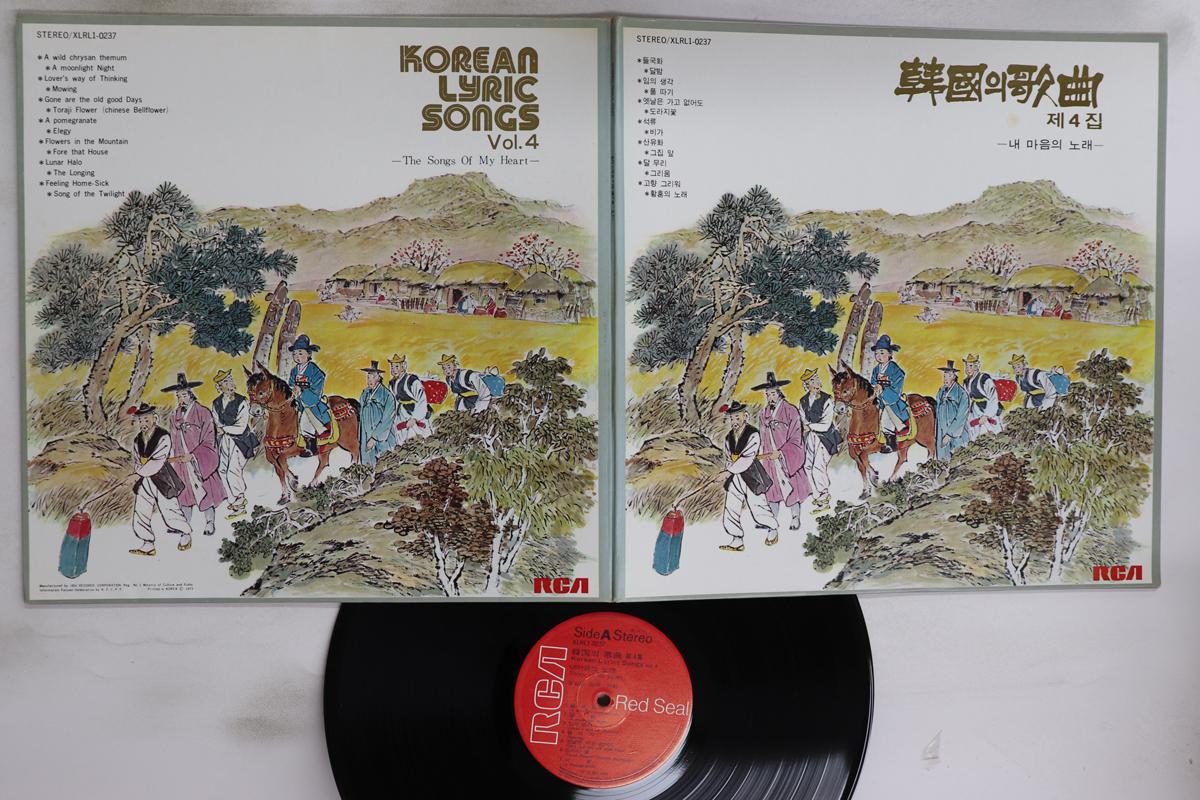 STEREO/XLRL1-0237
* A wild chrysan themum
* A moonlight Night
* Lover's way of Thinking
* Mowing
* Gone are the old good Days
* Toraji Flower (chinese Bellflower)
* A pomegranate
* Elegy
* Flowers in the Mountain
* Fore that House
* Lunar Halo
* The Longing
* Feeling Home-Sick
* Song of the Twilight
KOREAN
LYRIC
SONGS
Vol. 4
—The Songs Of My Heart—
RCA
STEREO/XLRL1-0237
* 들국화
* 달밤
* 임의 생각
* 풀 따기
* 옛날은 가고 없어도
* 도라지꽃
* 석류
* 비가
* 산유화
* 그집 앞
* 달 무리
* 그리움
* 고향 그리워
* 황혼의 노래
韓國의歌曲
제4집
—내 마음의 노래—
RCA
Side A Stereo
XLRL1-0237
Korean Lyric Songs Vol. 4
RCA
Red Seal